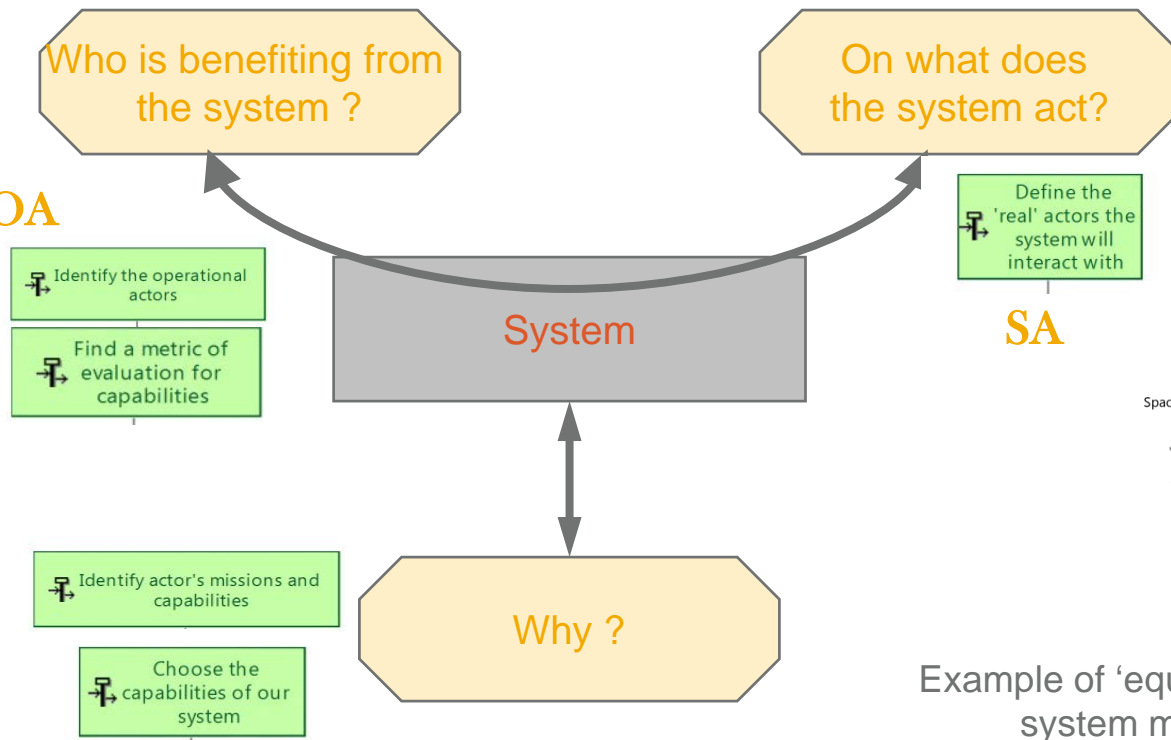 Who is benefiting from
the system ?
On what does
the system act?
OA
Identify the operational
actors
Find a metric of
evaluation for
capabilities
Define the
'real' actors the
system will
interact with
SA
System
Identify actor's missions and
capabilities
Choose the
capabilities of our
system
Why ?
Example of ‘equ
system m